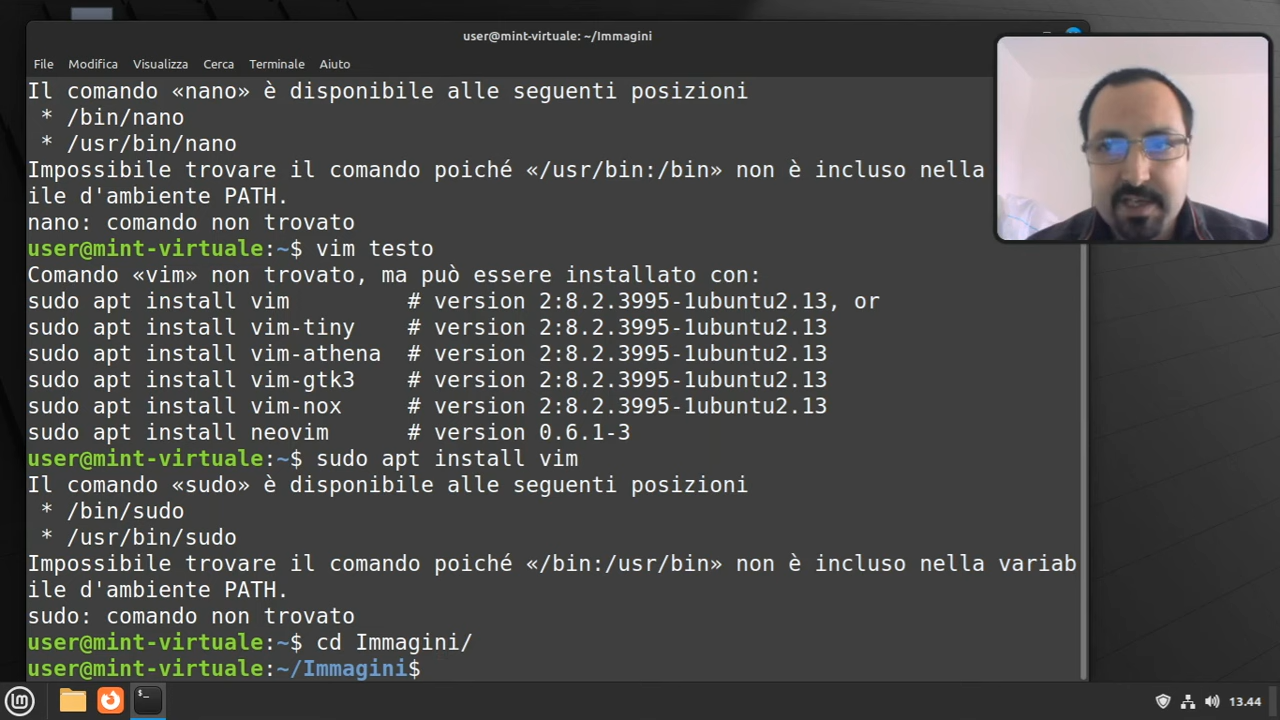 user@mint-virtuale: ~/Immagini
File Modifica Visualizza Cerca Terminale Aiuto
Il comando «nano» è disponibile alle seguenti posizioni
* /bin/nano
* /usr/bin/nano
Impossibile trovare il comando poiché «/usr/bin:/bin» non è incluso nella
ile d'ambiente PATH.
nano: comando non trovato
user@mint-virtuale:~$ vim testo
Comando «vim» non trovato, ma può essere installato con:
sudo apt install vim # version 2:8.2.3995-1ubuntu2.13, or
sudo apt install vim-tiny # version 2:8.2.3995-1ubuntu2.13
sudo apt install vim-athena # version 2:8.2.3995-1ubuntu2.13
sudo apt install vim-gtk3 # version 2:8.2.3995-1ubuntu2.13
sudo apt install vim-nox # version 2:8.2.3995-1ubuntu2.13
sudo apt install neovim # version 0.6.1-3
user@mint-virtuale:~$ sudo apt install vim
Il comando «sudo» è disponibile alle seguenti posizioni
* /bin/sudo
* /usr/bin/sudo
Impossibile trovare il comando poiché «/bin:/usr/bin» non è incluso nella variab
ile d'ambiente PATH.
sudo: comando non trovato
user@mint-virtuale:~$ cd Immagini/
user@mint-virtuale:~/Immagini$
13.44